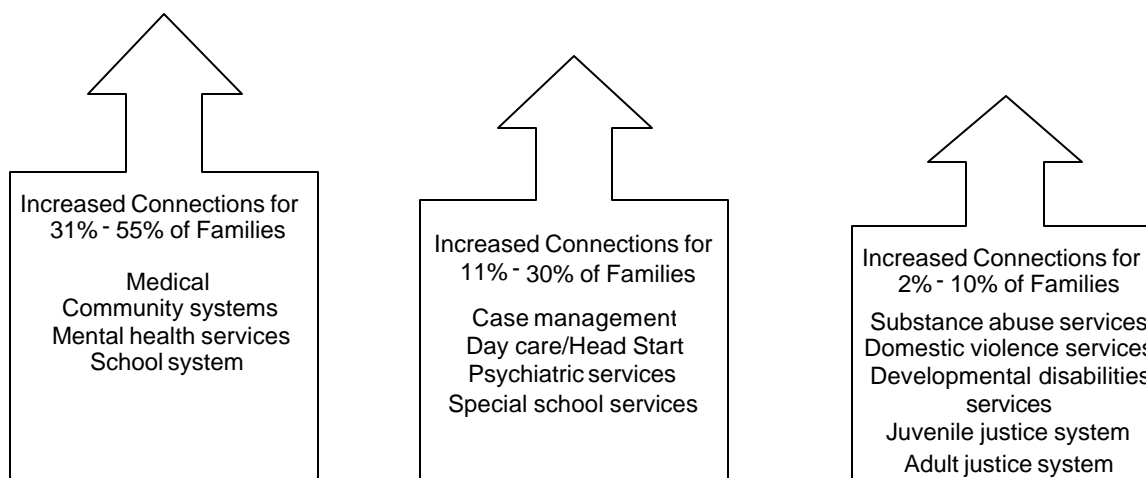 Increased Connections for
31% - 55% of Families
Medical
Community systems
Mental health services
School system
Increased Connections for
11% - 30% of Families
Case management
Day care/Head Start
Psychiatric services
Special school services
Increased Connections for
2% - 10% of Families
Substance abuse services
Domestic violence services
Developmental disabilities
services
Juvenile justice system
Adult justice system